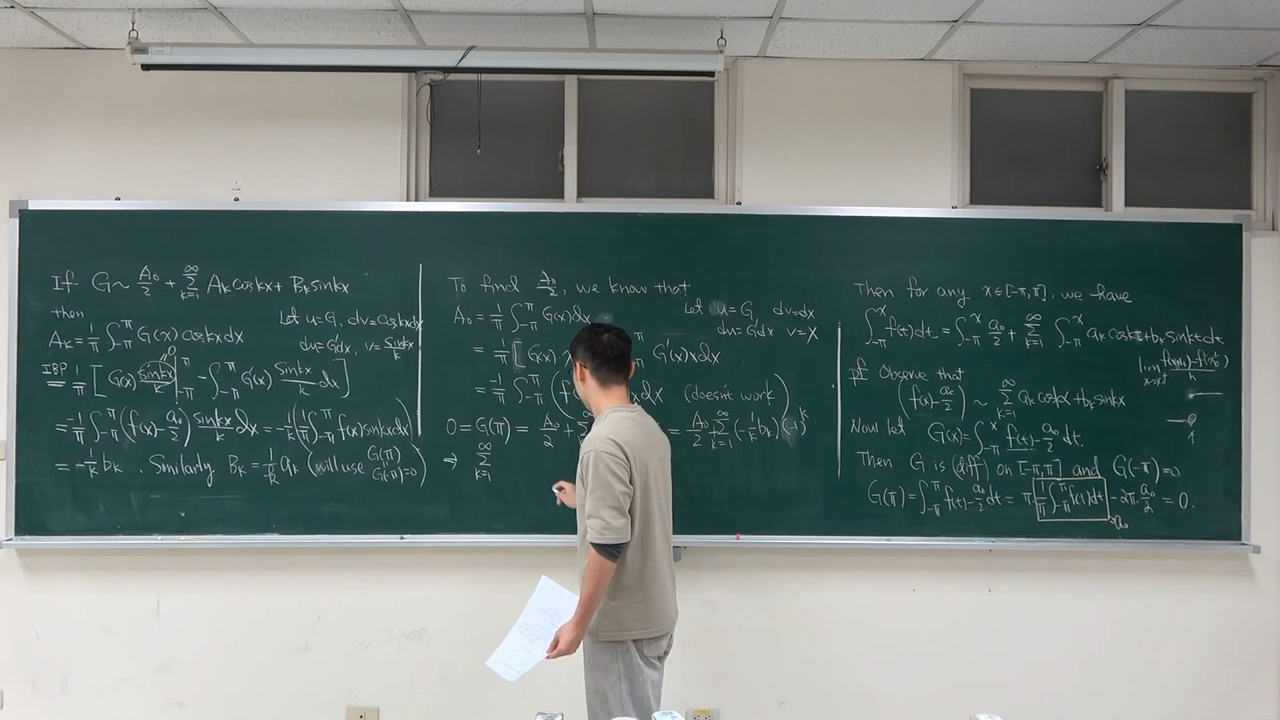 If G ~ A₀/2 + Σ_{k=1}^{∞} A_k cos kx + B_k sin kx
then
Let u=G, dv=cos kx dx
A_k = 1/π ∫_{-π}^{π} G(x) cos kx dx
du=G'dx, v= sin kx/k
IBP = 1/π [ G(x) sin kx/k |_{-π}^{π} - ∫_{-π}^{π} G'(x) sin kx/k dx ]
0
= 1/π ∫_{-π}^{π} (f(x) - a₀/2) sin kx/k dx = -1/k (1/π ∫_{-π}^{π} f(x) sin kx dx)
= -1/k b_k . Similarly B_k = 1/k a_k (will use G(π) = G(-π)=0)
To find A₀/2, we know that
A₀ = 1/π ∫_{-π}^{π} G(x) dx
Let u=G, dv=dx
du=G'dx v=x
= 1/π [ G(x) π -π G'(x) x dx
= -1/π ∫_{-π}^{π} (f x dx (doesn't work)
0 = G(π) = A₀/2 + = A₀/2 + Σ_{k=1}^{∞} (-1/k b_k)(-1)^k
⇒ Σ_{k=1}^{∞}
Then for any x∈[-π,π], we have
∫_{-π}^{x} f(t) dt = ∫_{-π}^{x} a₀/2 + Σ_{k=1}^{∞} ∫_{-π}^{x} a_k cos kt + b_k sin kt dt
pf Observe that
(f(x) - a₀/2) ~ Σ_{k=1}^{∞} a_k cos kx + b_k sin kx
Now let G(x) = ∫_{-π}^{x} f(t) - a₀/2 dt.
Then G is (diff) on [-π,π] and G(-π)=0
G(π) = ∫_{-π}^{π} f(t) - a₀/2 dt = π 1/π ∫_{-π}^{π} f(t) dt - 2π · a₀/2 = 0.
a₀